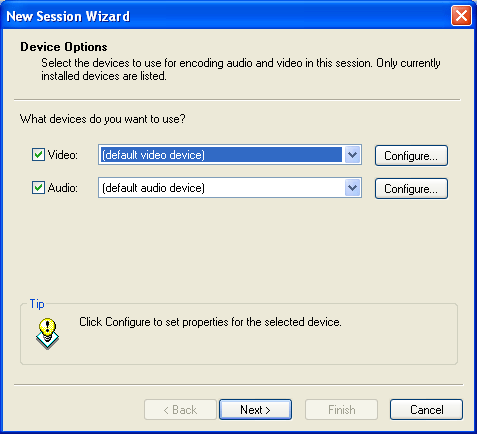 New Session Wizard
Device Options
Select the devices to use for encoding audio and video in this session. Only currently
installed devices are listed.
What devices do you want to use?
Video: (default video device) Configure...
Audio: (default audio device) Configure...
Tip
Click Configure to set properties for the selected device.
< Back Next > Finish Cancel